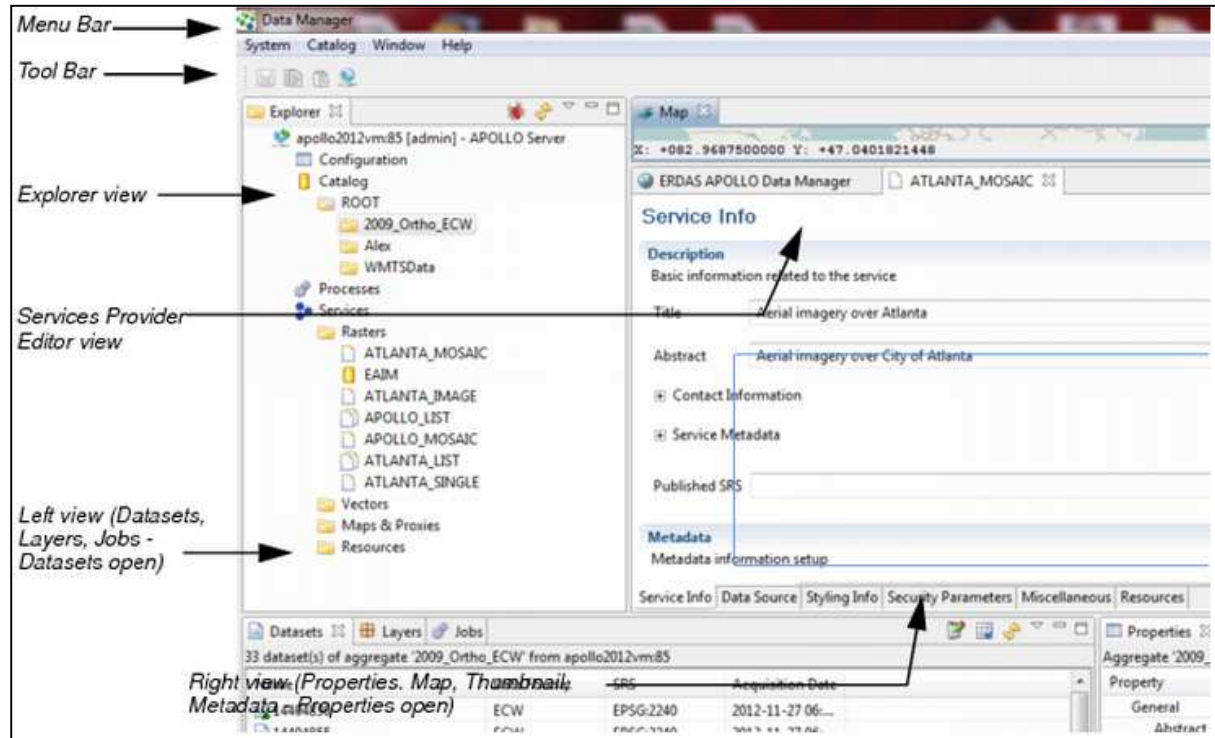 Menu Bar
Data Manager
System Catalog Window Help
Tool Bar
Explorer
Map
apollo2012vm:85 [admin] - APOLLO Server
X: +082.9687500000 Y: +47.0401821448
Configuration
Catalog
ERDAS APOLLO Data Manager ATLANTA_MOSAIC
Explorer view
ROOT
2009_Ortho_ECW
Service Info
Alex
Description
WMTSData
Basic information related to the service
Processes
Services Provider
Editor view
Services
Title Aerial imagery over Atlanta
Rasters
ATLANTA_MOSAIC
Abstract Aerial imagery over City of Atlanta
EAIM
ATLANTA_IMAGE
Contact Information
APOLLO_LIST
APOLLO_MOSAIC
Service Metadata
ATLANTA_LIST
ATLANTA_SINGLE
Published SRS
Vectors
Left view (Datasets,
Layers, Jobs -
Datasets open)
Maps & Proxies
Resources
Metadata
Metadata information setup
Service Info Data Source Styling Info Security Parameters Miscellaneous Resources
Datasets Layers Jobs
Properties
33 dataset(s) of aggregate '2009_Ortho_ECW' from apollo2012vm:85
Aggregate '2009_
Right view (Properties. Map, Thumbnail,
Metadata - Properties open)
SRS Acquisition Date
Property
ECW EPSG:2240 2012-11-27 06:...
General
Abstract